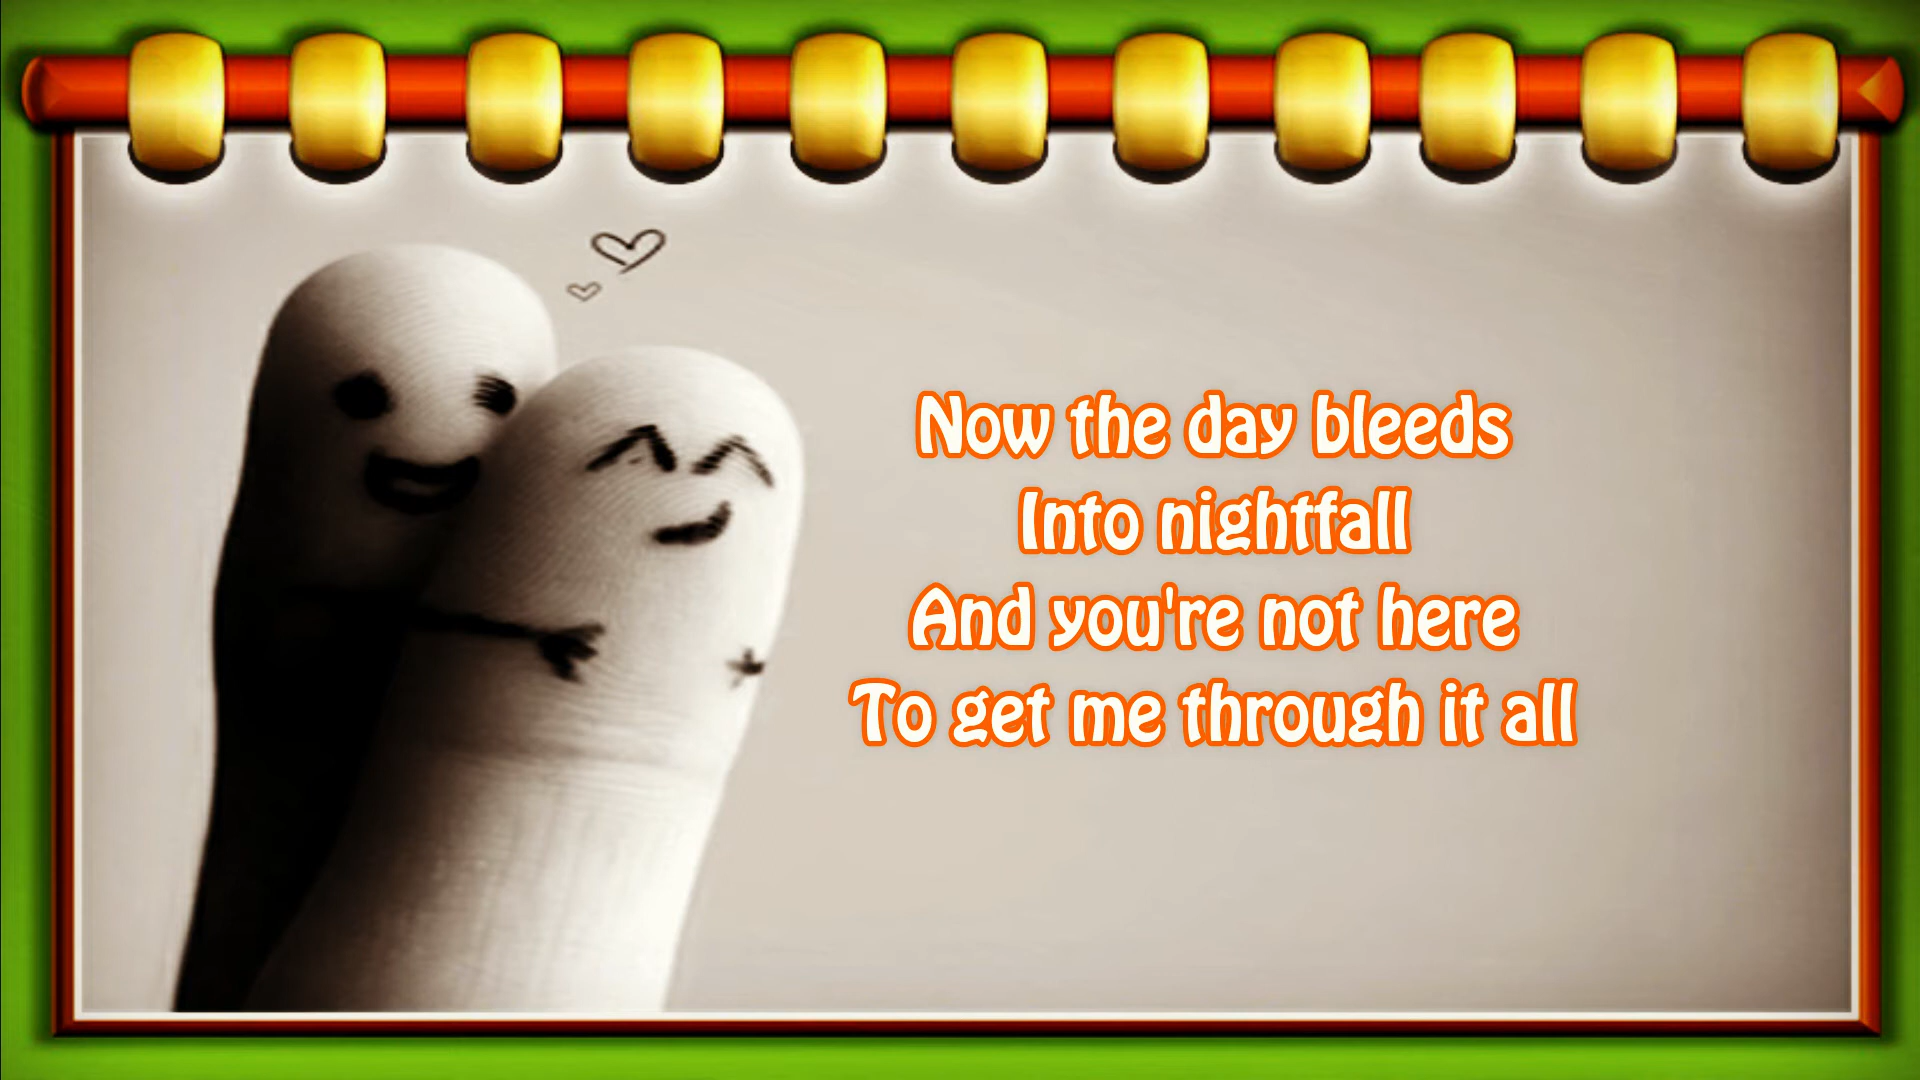 Now the day bleeds
Into nightfall
And you're not here
To get me through it all